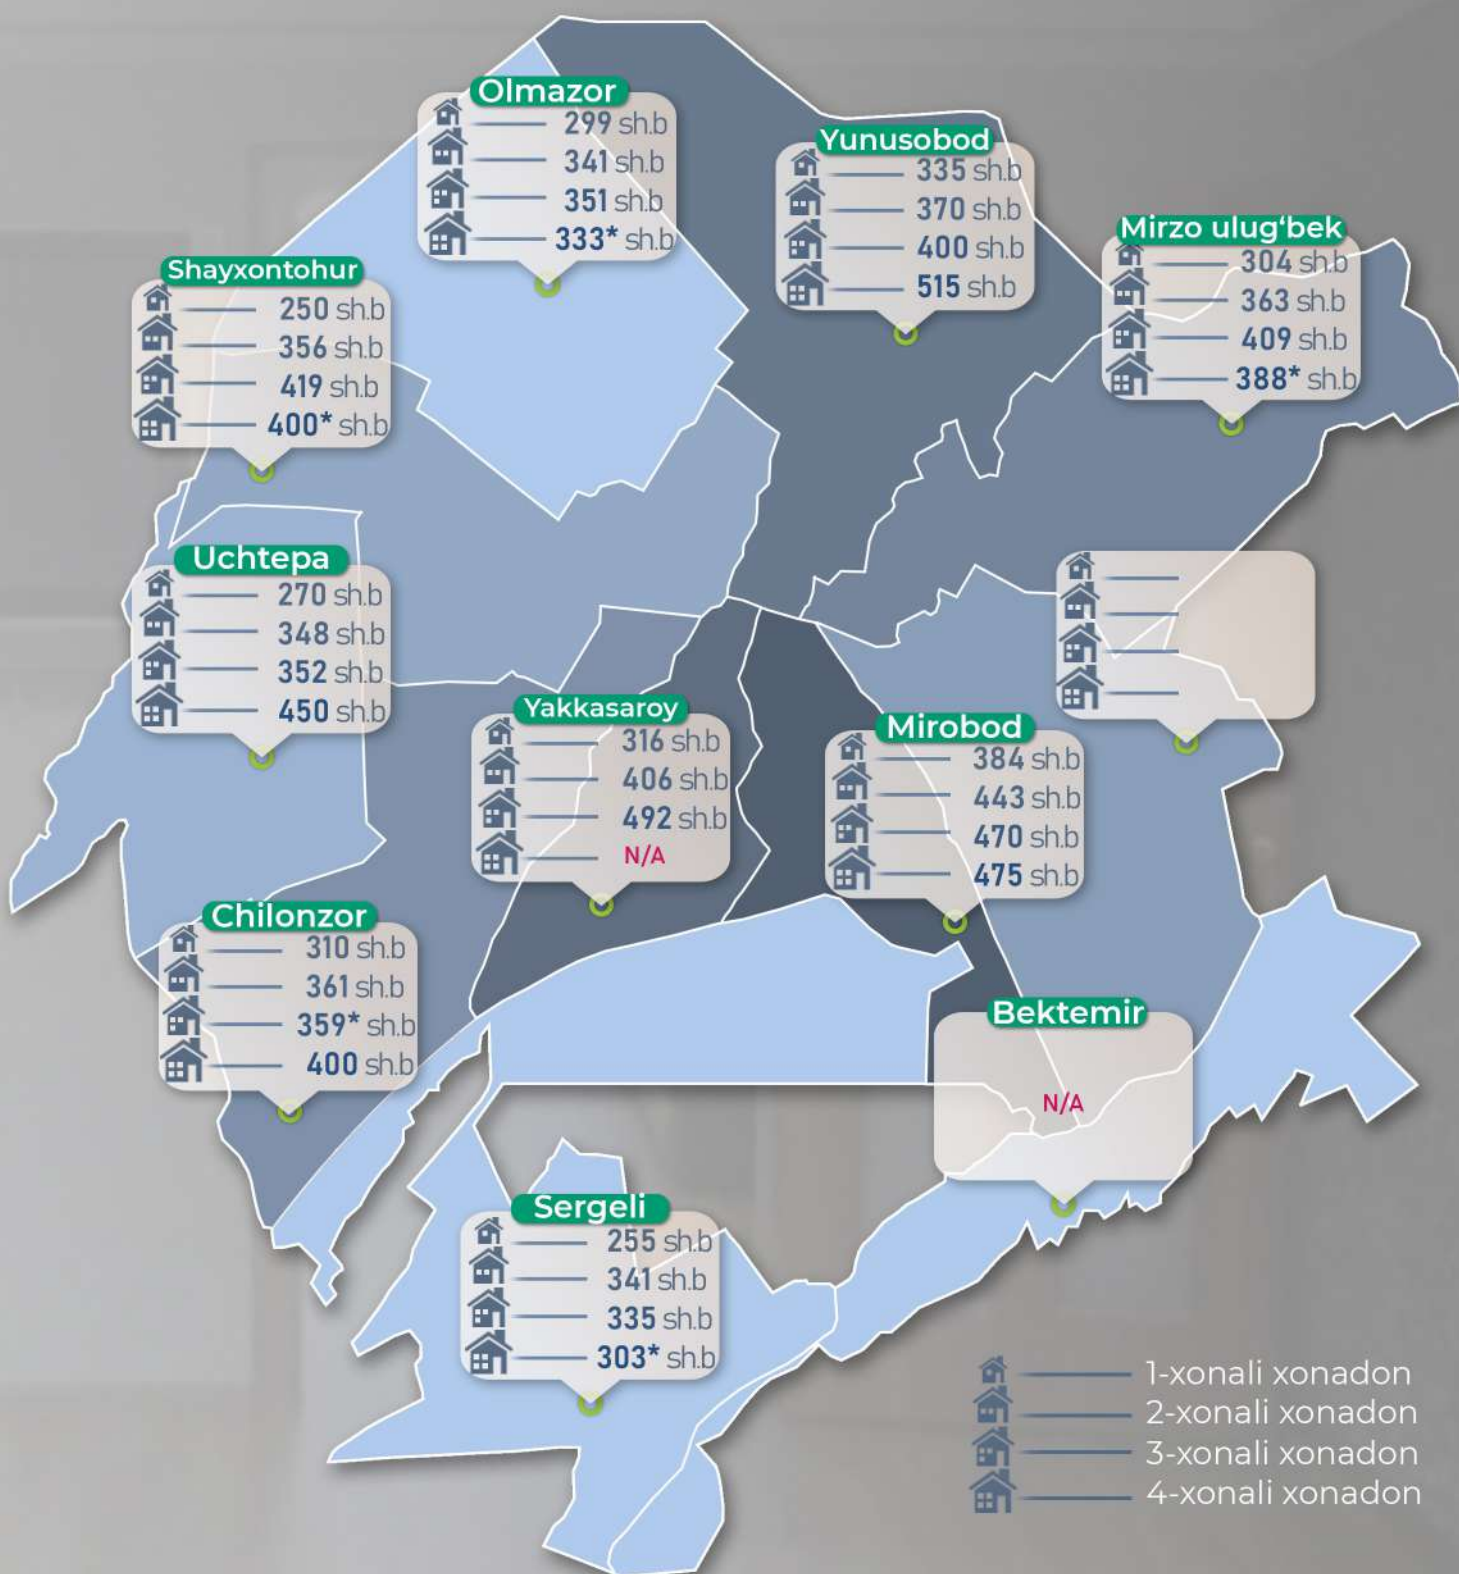 Olmazor
299 sh.b
341 sh.b
351 sh.b
333* sh.b
Yunusobod
335 sh.b
370 sh.b
400 sh.b
515 sh.b
Mirzo ulug‘bek
304 sh.b
363 sh.b
409 sh.b
388* sh.b
Shayxontohur
250 sh.b
356 sh.b
419 sh.b
400* sh.b
Uchtepa
270 sh.b
348 sh.b
352 sh.b
450 sh.b
Yakkasaroy
316 sh.b
406 sh.b
492 sh.b
N/A
Mirobod
384 sh.b
443 sh.b
470 sh.b
475 sh.b
Chilonzor
310 sh.b
361 sh.b
359* sh.b
400 sh.b
Bektemir
N/A
Sergeli
255 sh.b
341 sh.b
335 sh.b
303* sh.b
1-xonali xonadon
2-xonali xonadon
3-xonali xonadon
4-xonali xonadon